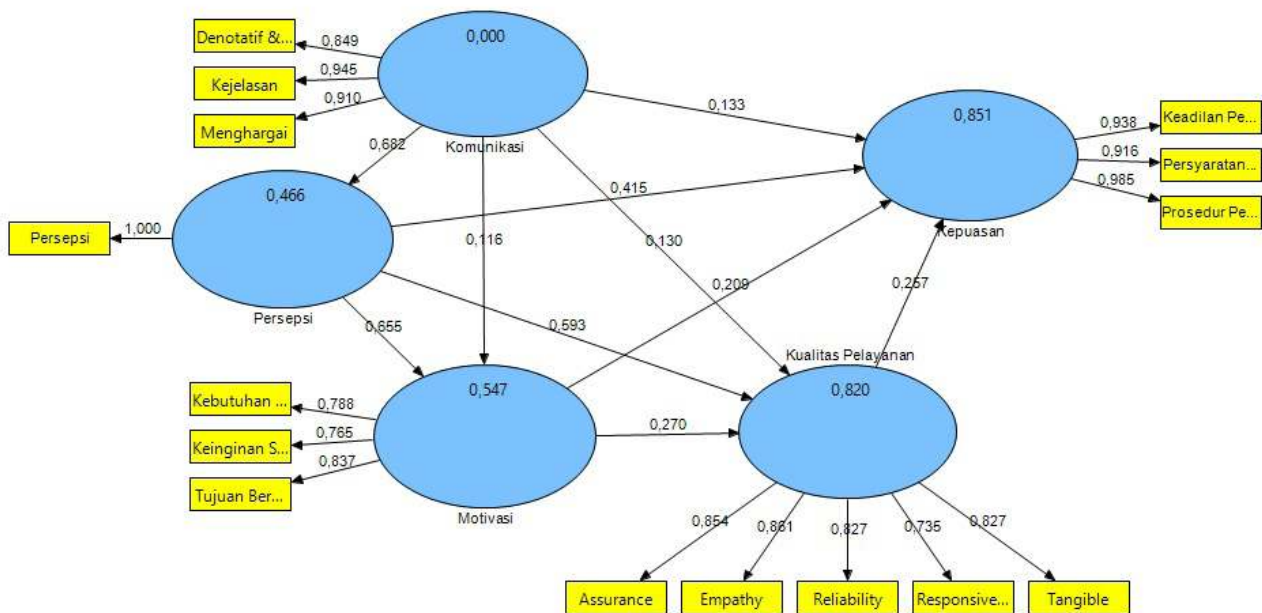 Denotatif &...
0,849
0,000
Kejelasan
0,945
Menghargai
0,910
Komunikasi
0,682
0,133
0,851
Keadilan Pe...
0,938
Persyaratan...
0,916
Prosedur Pe...
0,985
Kepuasan
0,466
0,415
Persepsi
1,000
Persepsi
0,116
0,130
0,209
0,257
0,655
0,593
Kualitas Pelayanan
0,547
0,820
Kebutuhan ...
0,788
Keinginan S...
0,765
Tujuan Ber...
0,837
Motivasi
0,270
0,854
0,861
0,827
0,735
0,827
Assurance
Empathy
Reliability
Responsive...
Tangible